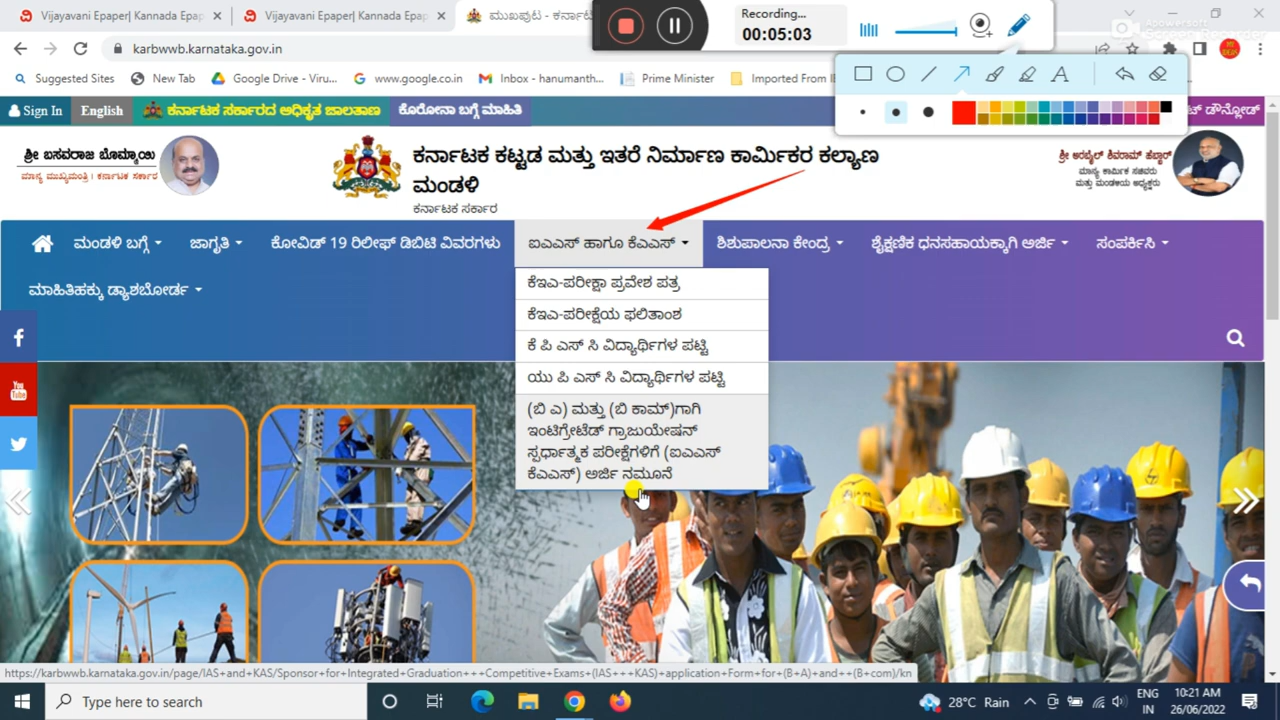 Vijayavani Epaper| Kannada Epap
Vijayavani Epaper| Kannada Epap
ಮುಖಪುಟ - ಕರ್ನಾಟ
Recording...
00:05:03
Apowersoft
Screen Recorder
karbwwb.karnataka.gov.in
Suggested Sites
New Tab
Google Drive - Viru...
www.google.co.in
Inbox - hanumanth...
Prime Minister
Imported From IE
A
Sign In
English
ಕರ್ನಾಟಕ ಸರ್ಕಾರದ ಅಧಿಕೃತ ಜಾಲತಾಣ
ಕೊರೋನಾ ಬಗ್ಗೆ ಮಾಹಿತಿ
ಡೌನ್ಲೋಡ್
ಶ್ರೀ ಬಸವರಾಜ ಬೊಮ್ಮಾಯಿ
ಮಾನ್ಯ ಮುಖ್ಯಮಂತ್ರಿ | ಕರ್ನಾಟಕ ಸರ್ಕಾರ
ಕರ್ನಾಟಕ ಕಟ್ಟಡ ಮತ್ತು ಇತರೆ ನಿರ್ಮಾಣ ಕಾರ್ಮಿಕರ ಕಲ್ಯಾಣ
ಮಂಡಳಿ
ಕರ್ನಾಟಕ ಸರ್ಕಾರ
ಶ್ರೀ ಅರಬೈಲ್ ಶಿವರಾಮ್ ಹೆಬ್ಬಾರ್
ಮಾನ್ಯ ಕಾರ್ಮಿಕ ಸಚಿವರು
ಮತ್ತು ಮಂಡಳಿಯ ಅಧ್ಯಕ್ಷರು
ಮಂಡಳಿ ಬಗ್ಗೆ
ಜಾಗೃತಿ
ಕೋವಿಡ್ 19 ರಿಲೀಫ್ ಡಿಬಿಟಿ ವಿವರಗಳು
ಐಎಎಸ್ ಹಾಗೂ ಕೆಎಎಸ್
ಶಿಶುಪಾಲನಾ ಕೇಂದ್ರ
ಶೈಕ್ಷಣಿಕ ಧನಸಹಾಯಕ್ಕಾಗಿ ಅರ್ಜಿ
ಸಂಪರ್ಕಿಸಿ
ಮಾಹಿತಿಹಕ್ಕು ಡ್ಯಾಶಬೋರ್ಡ
ಕೆಇಎ-ಪರೀಕ್ಷಾ ಪ್ರವೇಶ ಪತ್ರ
ಕೆಇಎ-ಪರೀಕ್ಷೆಯ ಫಲಿತಾಂಶ
ಕೆ ಪಿ ಎಸ್ ಸಿ ವಿದ್ಯಾರ್ಥಿಗಳ ಪಟ್ಟಿ
ಯು ಪಿ ಎಸ್ ಸಿ ವಿದ್ಯಾರ್ಥಿಗಳ ಪಟ್ಟಿ
(ಬಿ ಎ) ಮತ್ತು (ಬಿ ಕಾಮ್)ಗಾಗಿ
ಇಂಟಿಗ್ರೇಟೆಡ್ ಗ್ರಾಜುಯೇಷನ್
ಸ್ಪರ್ಧಾತ್ಮಕ ಪರೀಕ್ಷೆಗಳಿಗೆ (ಐಎಎಸ್
ಕೆಎಎಸ್) ಅರ್ಜಿ ನಮೂನೆ
https://karbwwb.karnataka.gov.in/page/IAS+and+KAS/Sponsor+for+Integrated+Graduation+++Competitive+Exams+(IAS+++KAS)+application+Form+for+(B+A)+and++(B+com)/kn
Type here to search
28°C Rain
ENG
IN
10:21 AM
26/06/2022